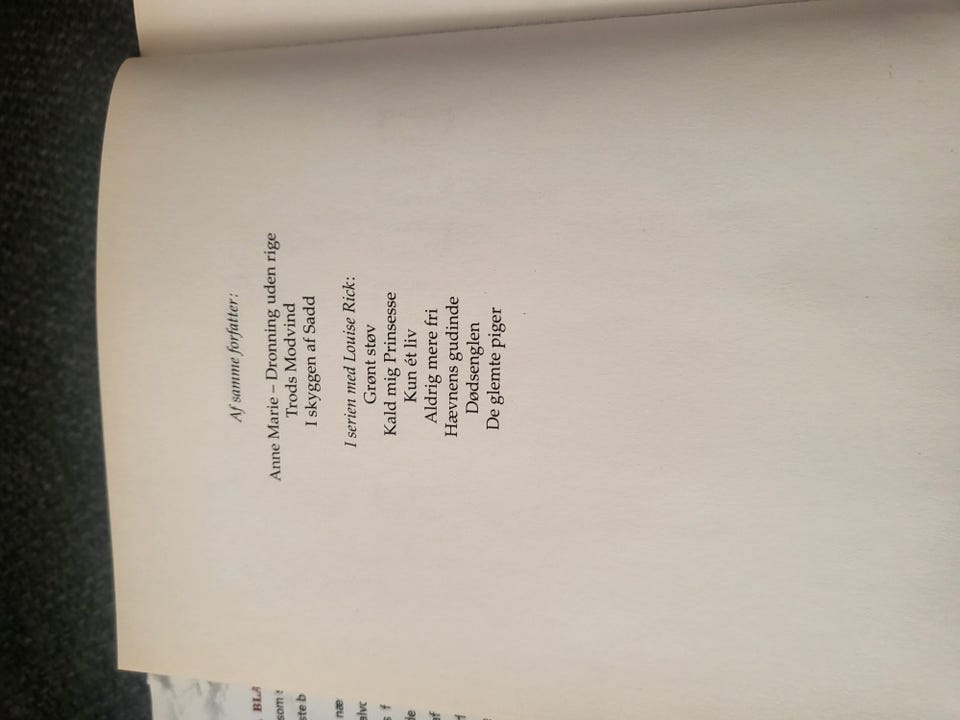 Af samme forfatter:
Anne Marie – Dronning uden rige
Trods Modvind
I skyggen af Sadd
I serien med Louise Rick:
Grønt støv
Kald mig Prinsesse
Kun ét liv
Aldrig mere fri
Hævnens gudinde
Dødsenglen
De glemte piger
som